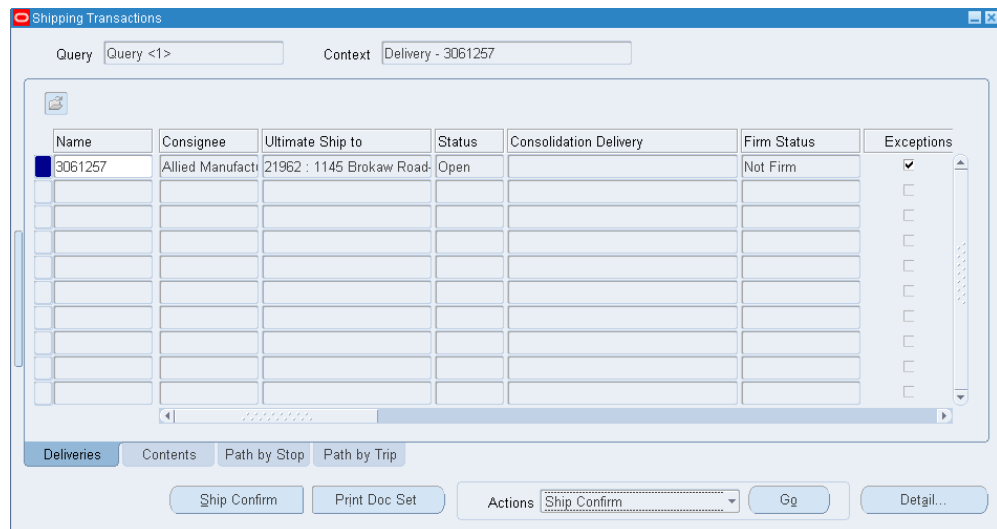 Shipping Transactions
Query Query <1> Context Delivery - 3061257
Name Consignee Ultimate Ship to Status Consolidation Delivery Firm Status Exceptions
3061257 Allied Manufact 21962 : 1145 Brokaw Road- Open Not Firm
Deliveries Contents Path by Stop Path by Trip
Ship Confirm Print Doc Set Actions Ship Confirm Go Detail...